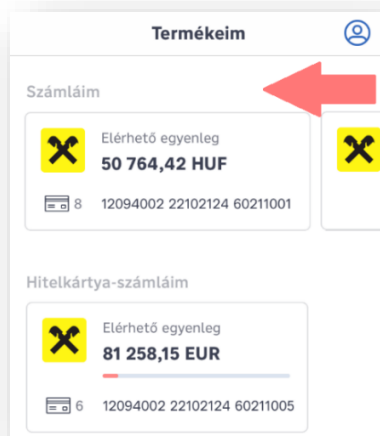 Termékeim
Számláim
Elérhető egyenleg
50 764,42 HUF
8 12094002 22102124 60211001
Hitelkártya-számláim
Elérhető egyenleg
81 258,15 EUR
6 12094002 22102124 60211005